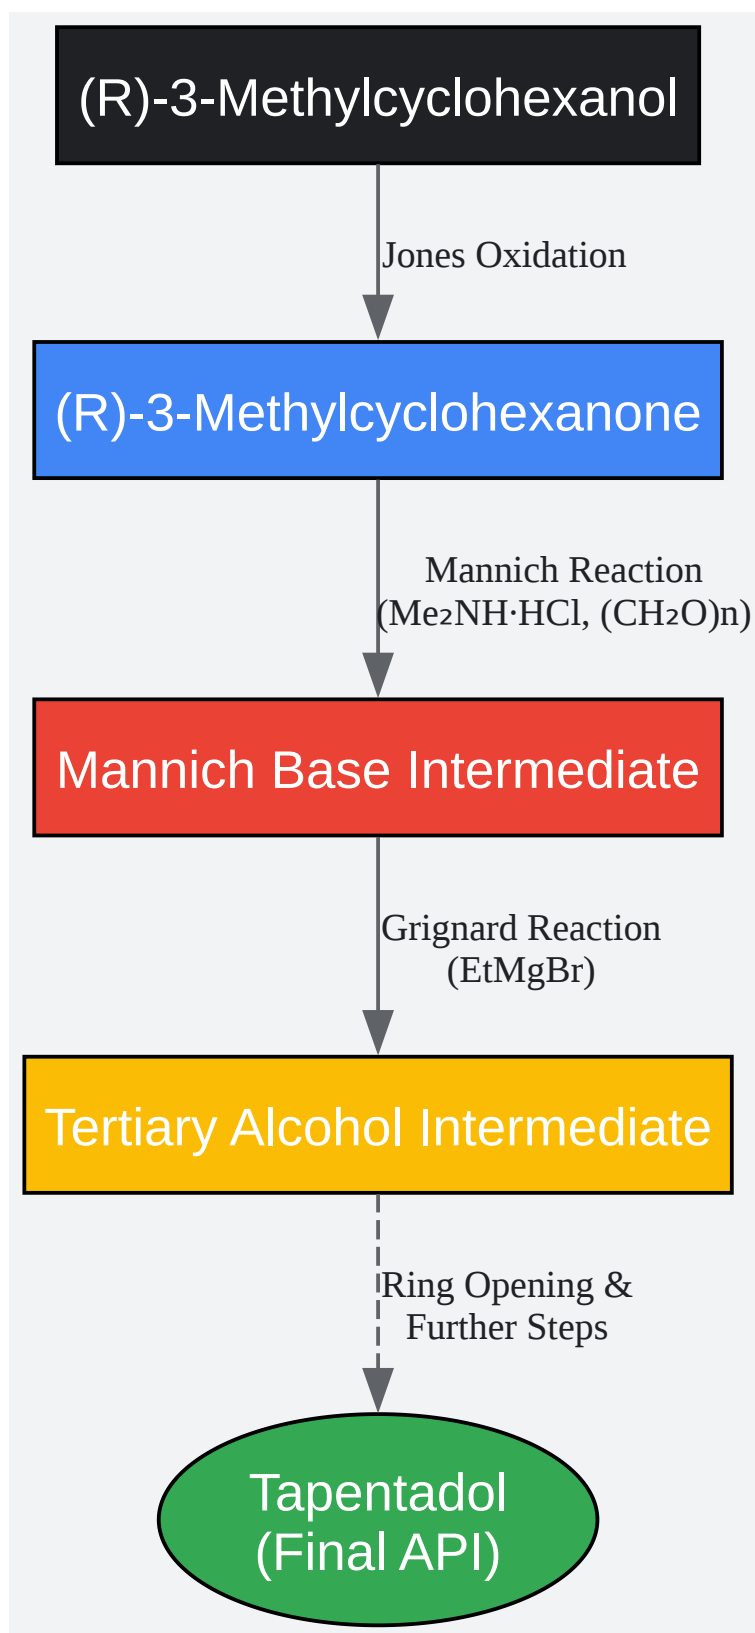 (R)-3-Methylcyclohexanol
Jones Oxidation
(R)-3-Methylcyclohexanone
Mannich Reaction
(Me₂NH·HCl, (CH₂O)n)
Mannich Base Intermediate
Grignard Reaction
(EtMgBr)
Tertiary Alcohol Intermediate
Ring Opening &
Further Steps
Tapentadol
(Final API)